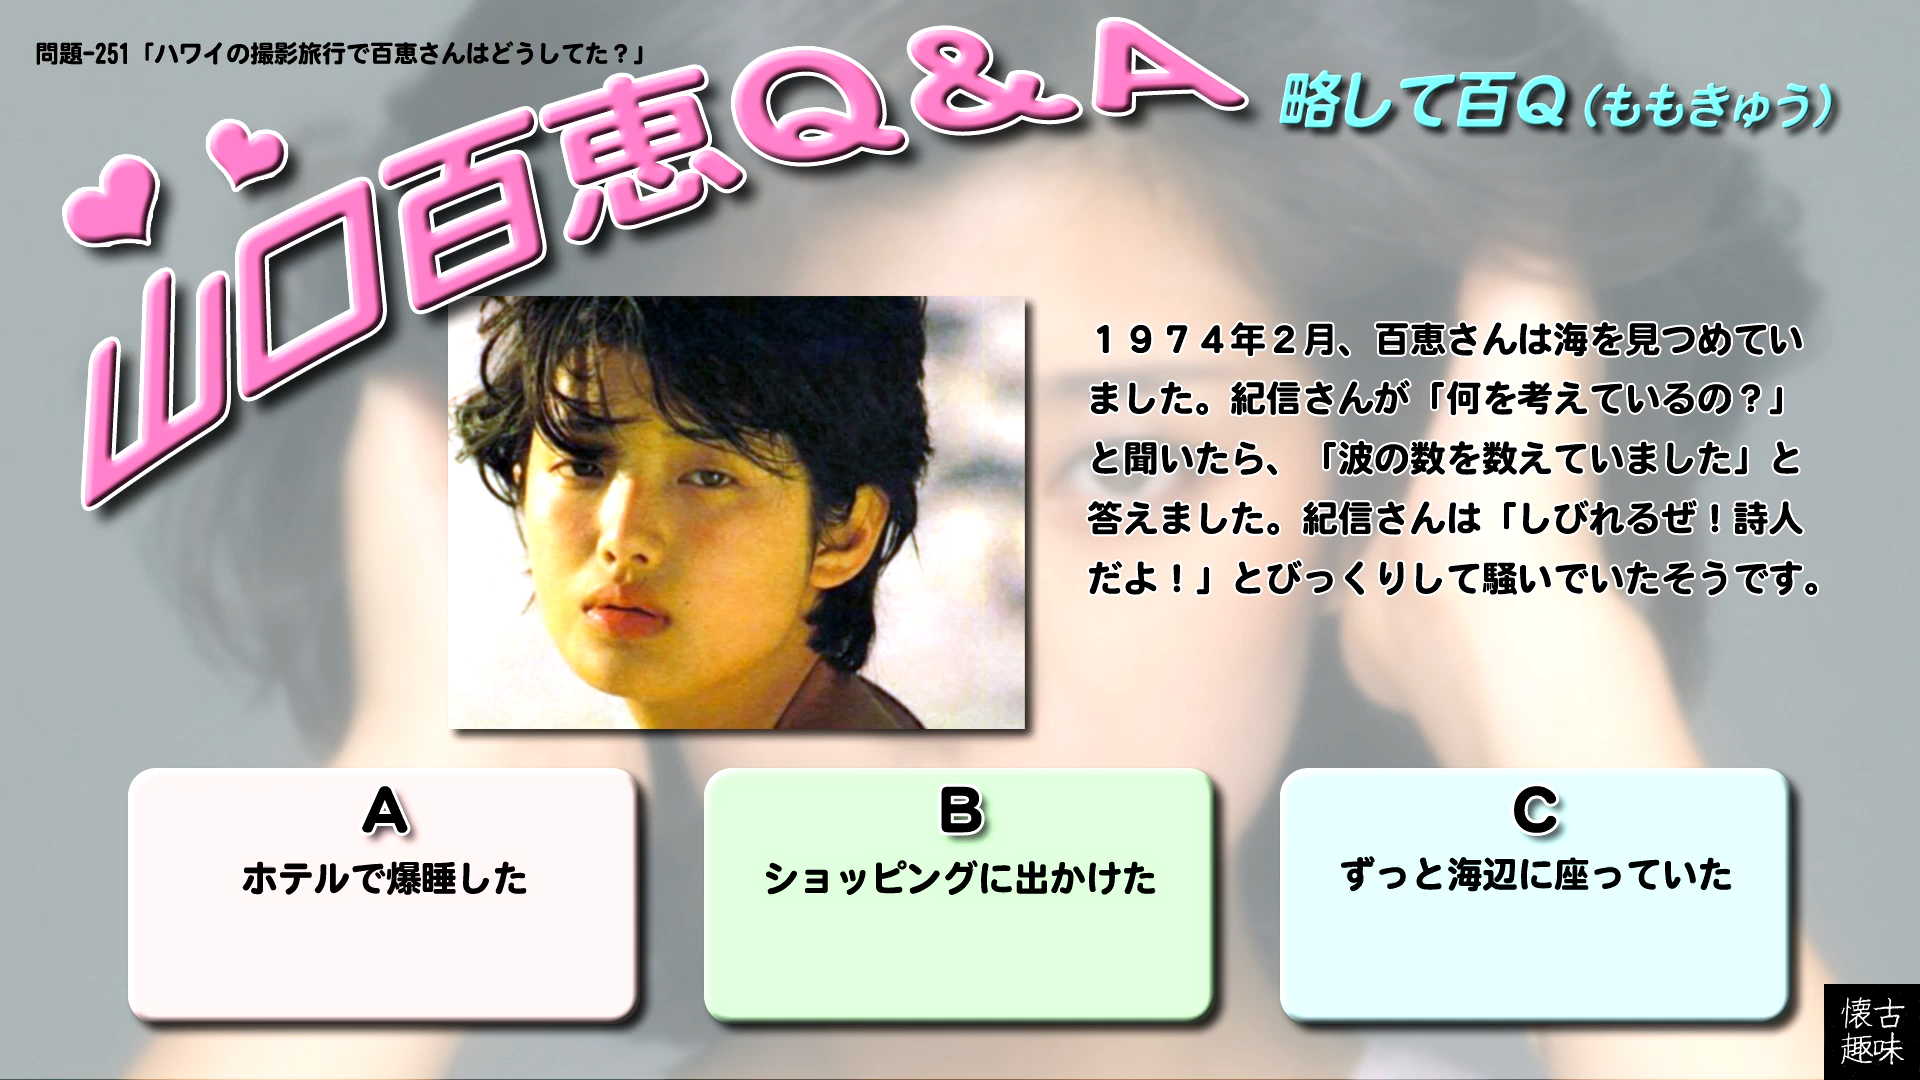 問題-251「ハワイの撮影旅行で百恵さんはどうしてた？」
山口百恵Q&A
略して百Q（ももきゅう）
１９７４年２月、百恵さんは海を見つめてい
ました。紀信さんが「何を考えているの？」
と聞いたら、「波の数を数えていました」と
答えました。紀信さんは「しびれるぜ！詩人
だよ！」とびっくりして騒いでいたそうです。
A
ホテルで爆睡した
B
ショッピングに出かけた
C
ずっと海辺に座っていた
懐古
趣味